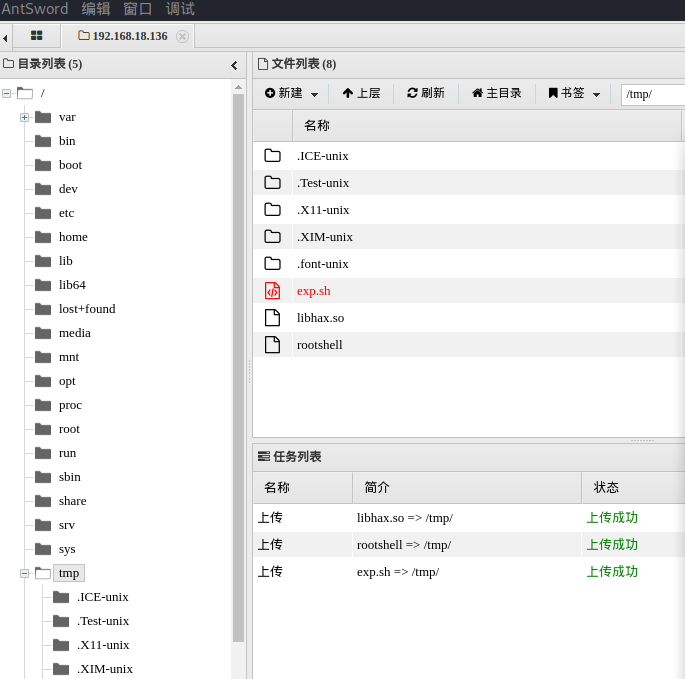 AntSword 编辑 窗口 调试
192.168.18.136
目录列表 (5)
/
var
bin
boot
dev
etc
home
lib
lib64
lost+found
media
mnt
opt
proc
root
run
sbin
share
srv
sys
tmp
.ICE-unix
.Test-unix
.X11-unix
.XIM-unix
文件列表 (8)
新建 上层 刷新 主目录 书签 /tmp/
名称
.ICE-unix
.Test-unix
.X11-unix
.XIM-unix
.font-unix
exp.sh
libhax.so
rootshell
任务列表
名称 简介 状态
上传 libhax.so => /tmp/ 上传成功
上传 rootshell => /tmp/ 上传成功
上传 exp.sh => /tmp/ 上传成功